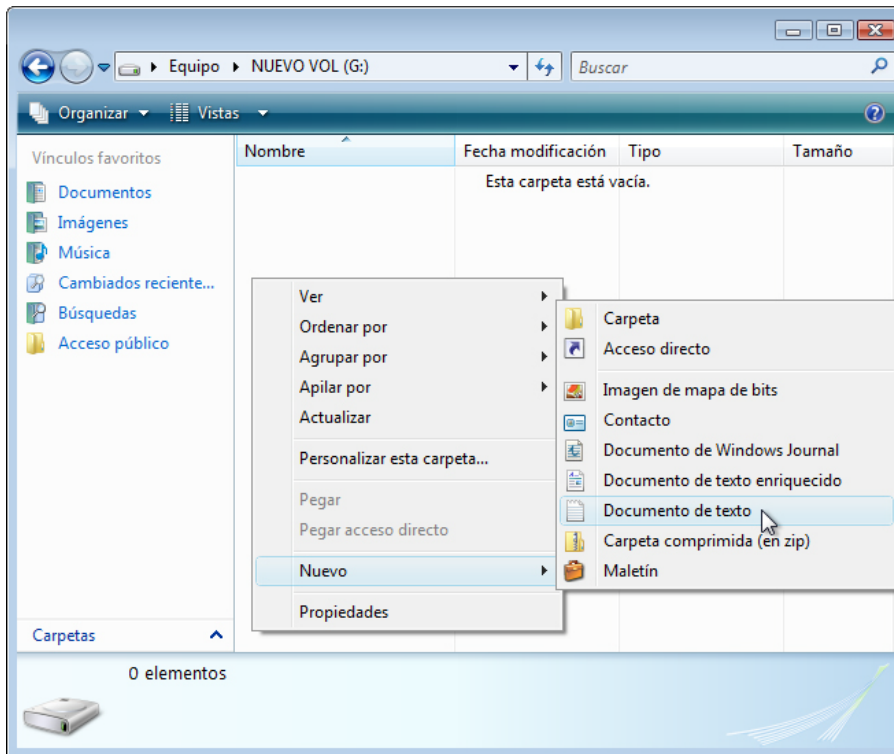 Equipo NUEVO VOL (G:) Buscar
Organizar Vistas
Vínculos favoritos
Documentos
Imágenes
Música
Cambiados reciente...
Búsquedas
Acceso público
Carpetas
Nombre Fecha modificación Tipo Tamaño
Esta carpeta está vacía.
Ver
Ordenar por
Agrupar por
Apilar por
Actualizar
Personalizar esta carpeta...
Pegar
Pegar acceso directo
Nuevo
Propiedades
Carpeta
Acceso directo
Imagen de mapa de bits
Contacto
Documento de Windows Journal
Documento de texto enriquecido
Documento de texto
Carpeta comprimida (en zip)
Maletín
0 elementos